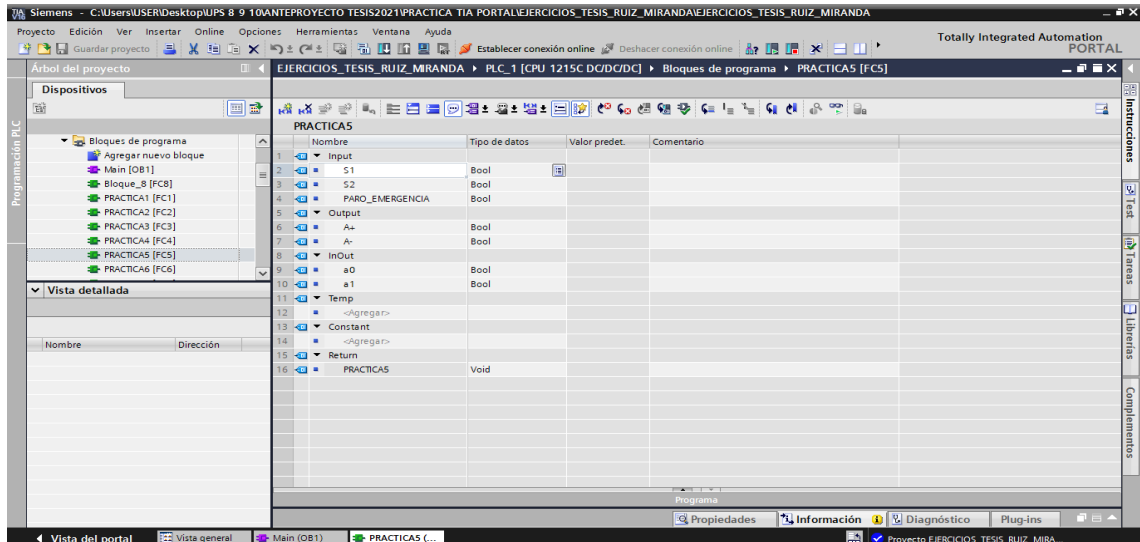 Siemens - C:\Users\USER\Desktop\UPS 8 9 10\ANTEPROYECTO TESIS2021\PRACTICA TIA PORTAL\EJERCICIOS_TESIS_RUIZ_MIRANDA\EJERCICIOS_TESIS_RUIZ_MIRANDA
Proyecto Edición Ver Insertar Online Opciones Herramientas Ventana Ayuda
Totally Integrated Automation
PORTAL
Guardar proyecto Establecer conexión online Deshacer conexión online
Árbol del proyecto
EJERCICIOS_TESIS_RUIZ_MIRANDA PLC_1 [CPU 1215C DC/DC/DC] Bloques de programa PRACTICA5 [FC5]
Dispositivos
Programación PLC
Bloques de programa
Agregar nuevo bloque
Main [OB1]
Bloque_8 [FC8]
PRACTICA1 [FC1]
PRACTICA2 [FC2]
PRACTICA3 [FC3]
PRACTICA4 [FC4]
PRACTICA5 [FC5]
PRACTICA6 [FC6]
Vista detallada
Nombre Dirección
PRACTICA5
Nombre Tipo de datos Valor predet. Comentario
1 Input
2 S1 Bool
3 S2 Bool
4 PARO_EMERGENCIA Bool
5 Output
6 A+ Bool
7 A- Bool
8 InOut
9 a0 Bool
10 a1 Bool
11 Temp
12 <Agregar>
13 Constant
14 <Agregar>
15 Return
16 PRACTICA5 Void
Programa
Propiedades Información Diagnóstico Plug-ins
Instrucciones
Test
Tareas
Librerías
Complementos
Vista del portal Vista general Main (OB1) PRACTICA5 (... Proyecto EJERCICIOS_TESIS_RUIZ_MIRA...